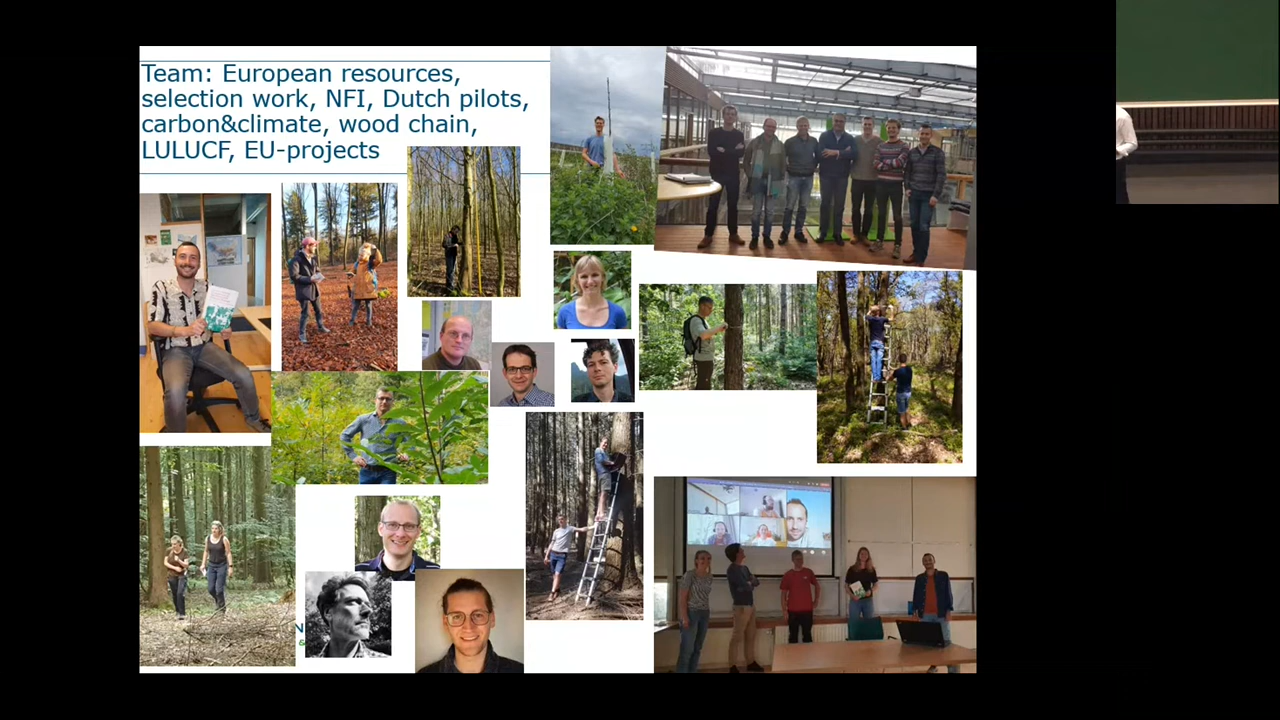 Team: European resources,
selection work, NFI, Dutch pilots,
carbon&climate, wood chain,
LULUCF, EU-projects